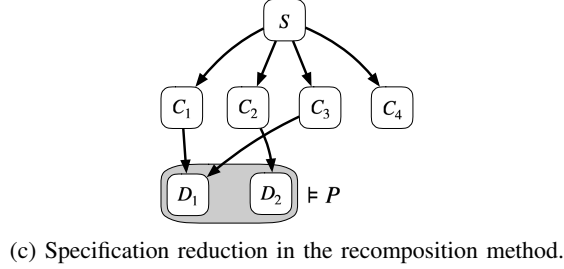 S
C₁ C₂ C₃ C₄
D₁ D₂ ⊨ P
(c) Specification reduction in the recomposition method.